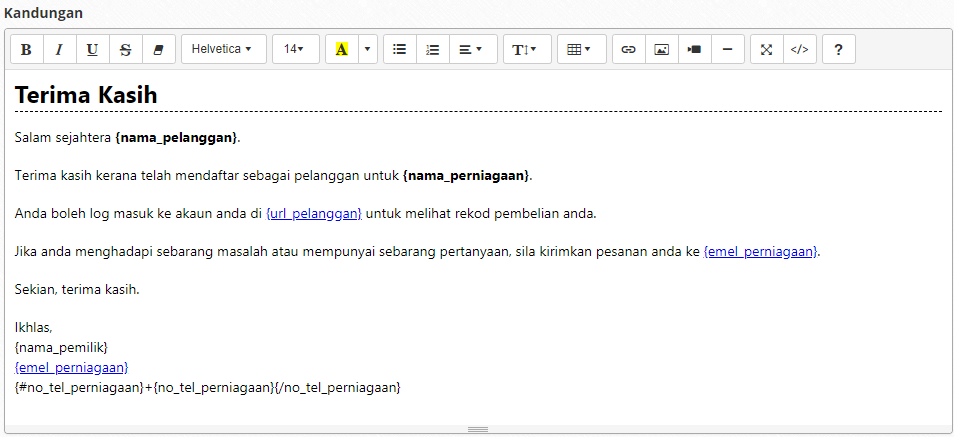 Kandungan
B I U S Helvetica 14 A T </> ?
Terima Kasih
Salam sejahtera {nama_pelanggan}.
Terima kasih kerana telah mendaftar sebagai pelanggan untuk {nama_perniagaan}.
Anda boleh log masuk ke akaun anda di {url_pelanggan} untuk melihat rekod pembelian anda.
Jika anda menghadapi sebarang masalah atau mempunyai sebarang pertanyaan, sila kirimkan pesanan anda ke {emel_perniagaan}.
Sekian, terima kasih.
Ikhlas,
{nama_pemilik}
{emel_perniagaan}
{#no_tel_perniagaan}+{no_tel_perniagaan}{/no_tel_perniagaan}